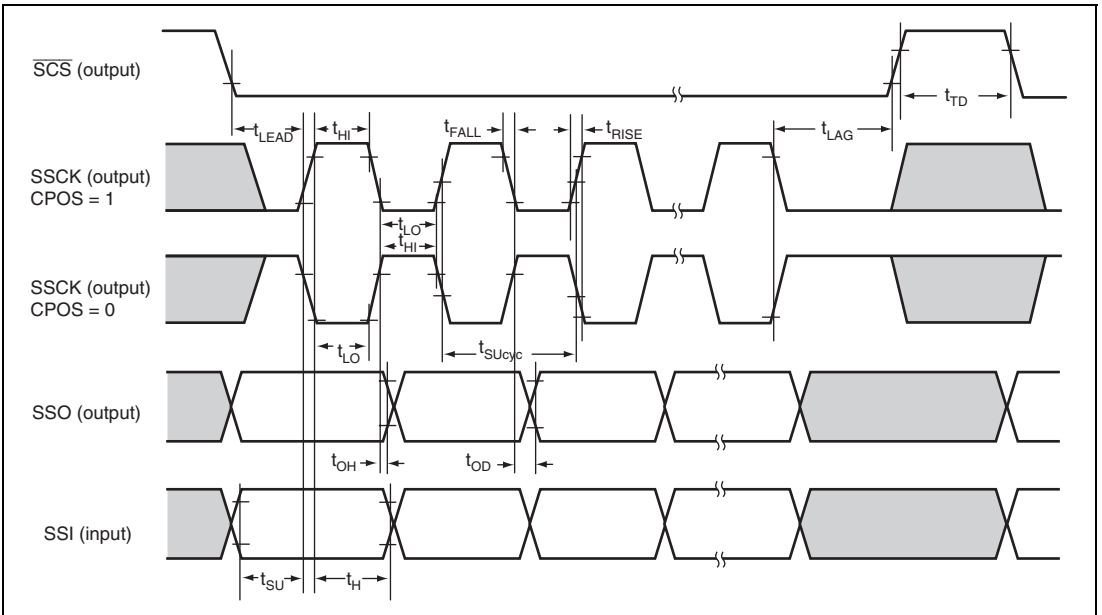 SCS (output)
tTD
tLEAD
tHI
tFALL
tRISE
tLAG
SSCK (output)
CPOS = 1
tLO
tHI
SSCK (output)
CPOS = 0
tLO
tSUcyc
SSO (output)
tOH
tOD
SSI (input)
tSU
tH